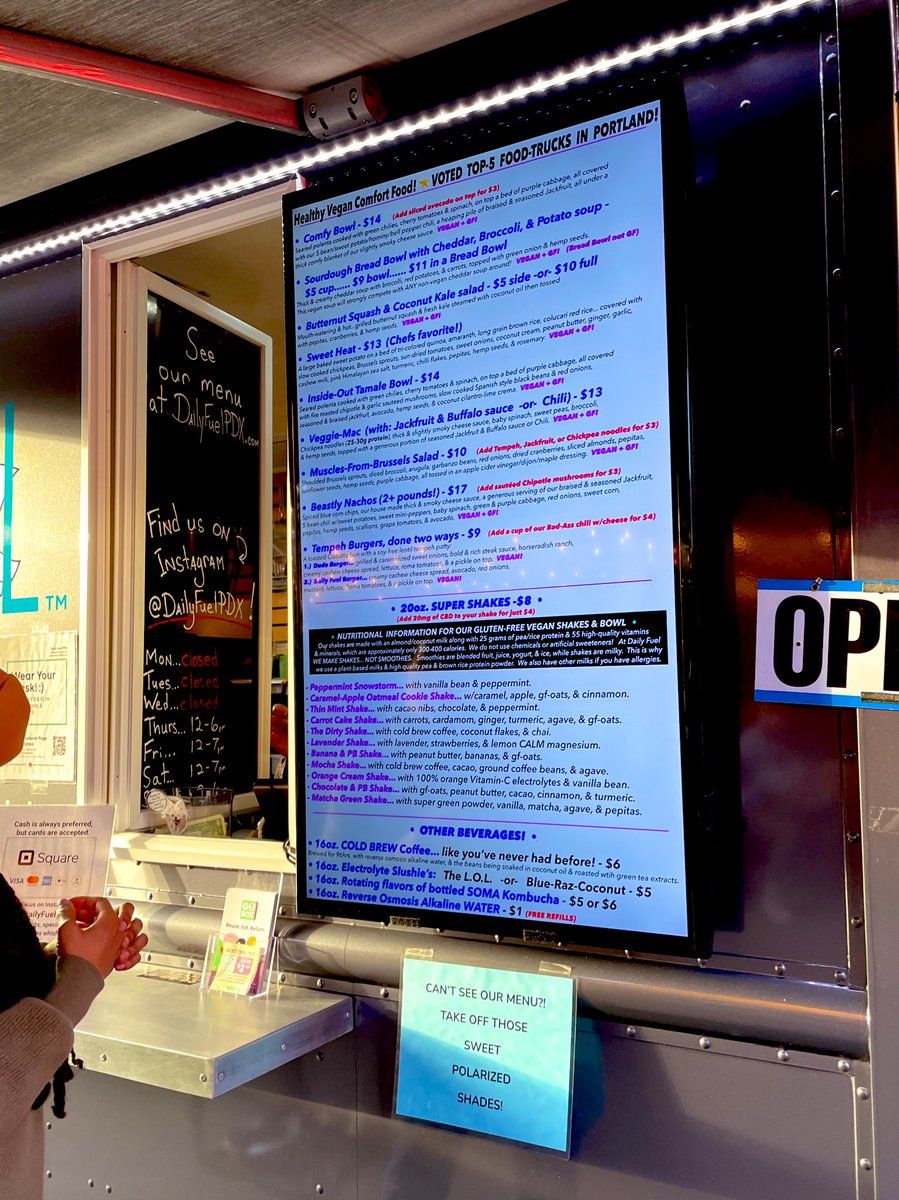 Healthy Vegan Comfort Food! ★ VOTED TOP-5 FOOD-TRUCKS IN PORTLAND!
• Comfy Bowl - $14 (Add sliced avocado on top for $3)
Seared polenta cooked with green chilies, cherry tomatoes & spinach, on top a bed of purple cabbage, all covered
with our 5 bean/sweet potato/hominy/bell pepper chili, a heaping pile of braised & seasoned Jackfruit, all under a
thick comfy blanket of our slightly smoky cheese sauce. VEGAN + GF!
• Sourdough Bread Bowl with Cheddar, Broccoli, & Potato soup -
$5 cup...... $9 bowl...... $11 in a Bread Bowl
Thick & creamy cheddar soup with brocolli, red potatoes, & carrots, topped with green onion & hemp seeds.
This vegan soup will strongly compete with ANY non-vegan cheddar soup around! VEGAN + GF! (Bread Bowl not GF)
• Butternut Squash & Coconut Kale salad - $5 side -or- $10 full
Mouth-watering & hot...grilled butternut squash & fresh kale steamed with coconut oil then tossed
with pepitas, cranberries, & hemp seeds. VEGAN + GF!
• Sweet Heat - $13 (Chefs favorite!)
A large baked sweet potato on a bed of tri-colored quinoa, amaranth, long grain brown rice, colucari red rice... covered with
slow cooked chickpeas, Brussels sprouts, sun-dried tomatoes, sweet onions, coconut cream, peanut butter, ginger, garlic,
cashew milk, pink Himalayan sea salt, turmeric, chilli flakes, pepitas, hemp seeds, & rosemary. VEGAN + GF!
• Inside-Out Tamale Bowl - $14
Seared polenta cooked with green chilies, cherry tomatoes & spinach, on top a bed of purple cabbage, all covered
with fire roasted chipotle & garlic sauteed mushrooms, slow cooked Spanish style black beans & red onions,
seasoned & braised jackfruit, avocado, hemp seeds, & coconut cilantro-lime crema. VEGAN + GF!
• Veggie-Mac (with: Jackfruit & Buffalo sauce -or- Chili) - $13
Chickpea noodles (25-30g protein), thick & slightly smoky cheese sauce, baby spinach, sweet peas, broccoli,
& hemp seeds, topped with a generous portion of seasoned Jackfruit & Buffalo sauce or Chili. VEGAN + GF!
• Muscles-From-Brussels Salad - $10 (Add Tempeh, Jackfruit, or Chickpea noodles for $3)
Shredded Brussels sprouts, diced broccoli, arugula, garbanzo beans, red onions, dried cranberries, sliced almonds, pepitas,
sunflower seeds, hemp seeds, purple cabbage, all tossed in an apple cider vinegar/dijon/maple dressing. VEGAN + GF!
• Beastly Nachos (2+ pounds!) - $17 (Add sautéed Chipotle mushrooms for $3)
Spiced blue corn chips, our house made thick & smoky cheese sauce, a generous serving of our braised & seasoned Jackfruit,
5 bean chili w/sweet potatoes, sweet mini-peppers, baby spinach, green & purple cabbage, red onions, sweet corn,
pepitas, hemp seeds, scallions, grape tomatoes, & avocado. VEGAN + GF!
• Tempeh Burgers, done two ways - $9 (Add a cup of our Bad-Ass chili w/cheese for $4)
A toasted Ciabatta bun with a soy-free lentil tempeh patty.
1.) Dude Burger... grilled & caramelized sweet onions, bold & rich steak sauce, horseradish ranch,
creamy cashew cheese spread, lettuce, roma tomatoes, & a pickle on top. VEGAN!
2.) Daily Fuel Burger... creamy cashew cheese spread, avocado, red onions,
mustard, lettuce, roma tomatoes, & a pickle on top. VEGAN!
• 20oz. SUPER SHAKES -$8 •
(Add 20mg of CBD to your shake for just $4)
• NUTRITIONAL INFORMATION FOR OUR GLUTEN-FREE VEGAN SHAKES & BOWL •
Our shakes are made with an almond/coconut milk along with 25 grams of pea/rice protein & 55 high-quality vitamins
& minerals, which are approximately only 300-400 calories. We do not use chemicals or artificial sweeteners! At Daily Fuel
WE MAKE SHAKES... NOT SMOOTHIES. Smoothies are blended fruit, juice, yogurt, & ice, while shakes are milky. This is why
we use a plant-based milks & high quality pea & brown rice protein powder. We also have other milks if you have allergies.
- Peppermint Snowstorm... with vanilla bean & peppermint.
- Caramel-Apple Oatmeal Cookie Shake... w/caramel, apple, gf-oats, & cinnamon.
- Thin Mint Shake... with cacao nibs, chocolate, & peppermint.
- Carrot Cake Shake... with carrots, cardamom, ginger, turmeric, agave, & gf-oats.
- The Dirty Shake... with cold brew coffee, coconut flakes, & chai.
- Lavender Shake... with lavender, strawberries, & lemon CALM magnesium.
- Banana & PB Shake... with peanut butter, bananas, & gf-oats.
- Mocha Shake... with cold brew coffee, cacao, ground coffee beans, & agave.
- Orange Cream Shake... with 100% orange Vitamin-C electrolytes & vanilla bean.
- Chocolate & PB Shake... with gf-oats, peanut butter, cacao, cinnamon, & turmeric.
- Matcha Green Shake... with super green powder, vanilla, matcha, agave, & pepitas.
• OTHER BEVERAGES! •
• 16oz. COLD BREW Coffee... like you've never had before! - $6
Brewed for 16hrs. with reverse osmosis alkaline water, & the beans being soaked in coconut oil & roasted with green tea extracts.
• 16oz. Electrolyte Slushie's: The L.O.L. -or- Blue-Raz-Coconut - $5
• 16oz. Rotating flavors of bottled SOMA Kombucha - $5 or $6
• 16oz. Reverse Osmosis Alkaline WATER - $1 (FREE REFILLS)
See
our menu
at DailyFuelPDX.com
Find us on
Instagram
@DailyFuelPDX!
Mon... closed
Tues... closed
Wed... closed
Thurs... 12-6p
Fri... 12-7p
Sat... 12-7p
L TM
Wear Your
Cash is always preferred,
but cards are accepted.
Square
VISA
GO
BOX
Reuse. Eat. Return.
OPE
CAN'T SEE OUR MENU?!
TAKE OFF THOSE
SWEET
POLARIZED
SHADES!